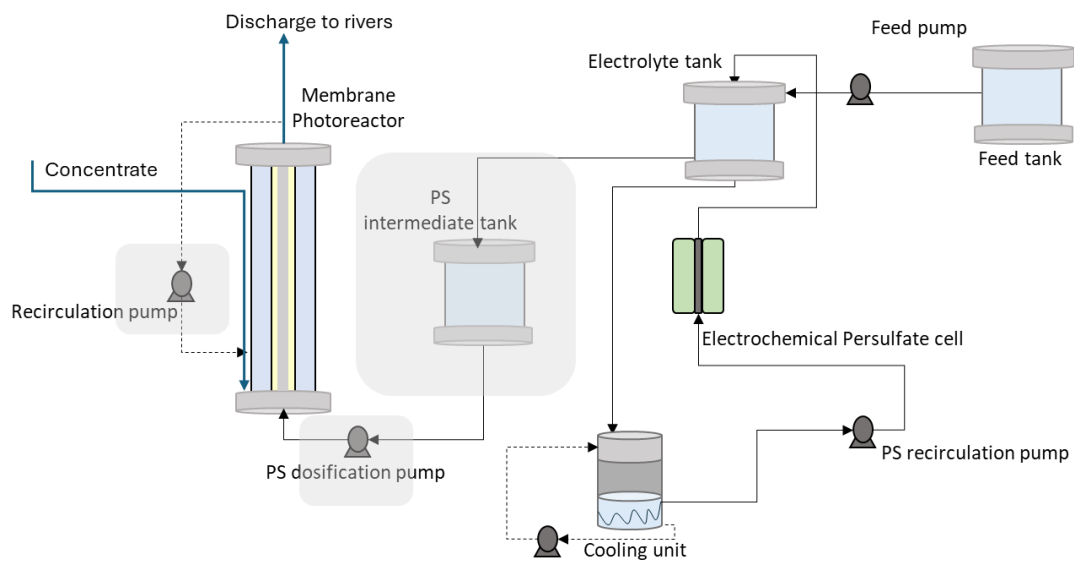 Discharge to rivers
Feed pump
Electrolyte tank
Membrane
Photoreactor
Feed tank
Concentrate
PS
intermediate tank
Recirculation pump
Electrochemical Persulfate cell
PS dosification pump
PS recirculation pump
Cooling unit